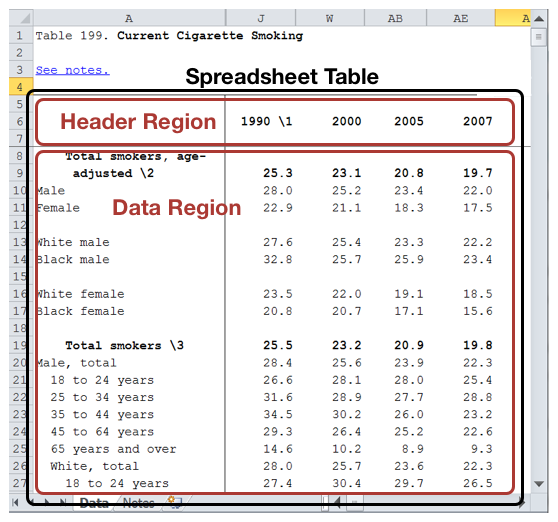 A J W AB AE A
1 Table 199. Current Cigarette Smoking
2
3 See notes.
Spreadsheet Table
4
5
Header Region
6 1990 \1 2000 2005 2007
7
8 Total smokers, age-
9 adjusted \2 25.3 23.1 20.8 19.7
10 Male 28.0 25.2 23.4 22.0
11 Female 22.9 21.1 18.3 17.5
Data Region
12
13 White male 27.6 25.4 23.3 22.2
14 Black male 32.8 25.7 25.9 23.4
15
16 White female 23.5 22.0 19.1 18.5
17 Black female 20.8 20.7 17.1 15.6
18
19 Total smokers \3 25.5 23.2 20.9 19.8
20 Male, total 28.4 25.6 23.9 22.3
21 18 to 24 years 26.6 28.1 28.0 25.4
22 25 to 34 years 31.6 28.9 27.7 28.8
23 35 to 44 years 34.5 30.2 26.0 23.2
24 45 to 64 years 29.3 26.4 25.2 22.6
25 65 years and over 14.6 10.2 8.9 9.3
26 White, total 28.0 25.7 23.6 22.3
27 18 to 24 years 27.4 30.4 29.7 26.5
Data Notes